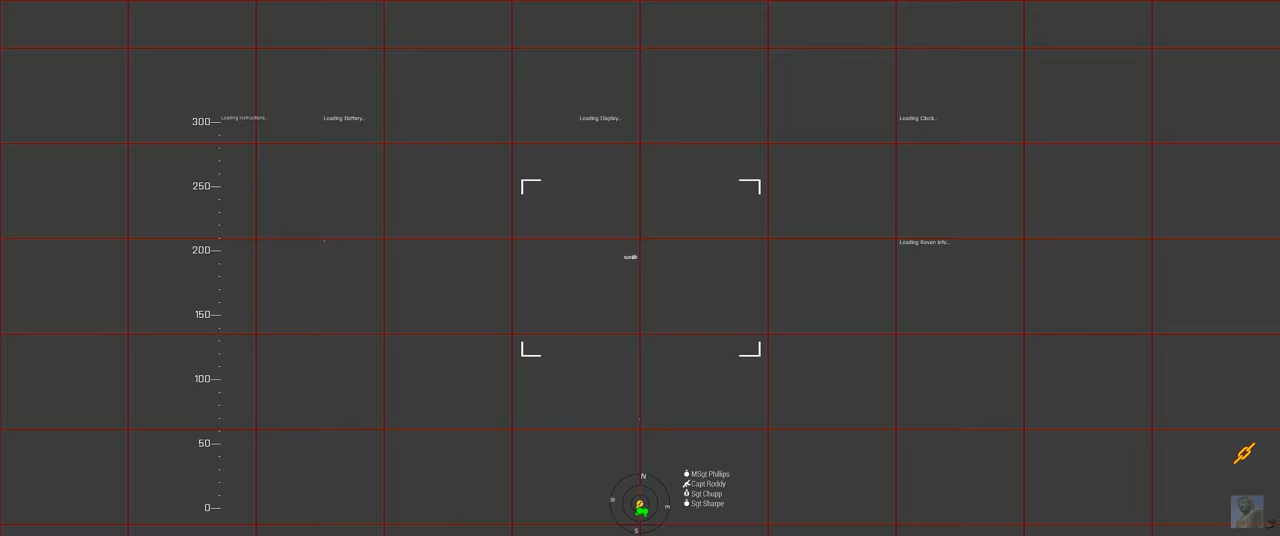 300
Loading Instructions..
Loading Battery..
Loading Display..
Loading Clock..
250
200
Loading Raven Info..
150
100
50
0
N
W
E
S
MSgt Phillips
Capt Roddy
Sgt Chupp
Sgt Sharpe